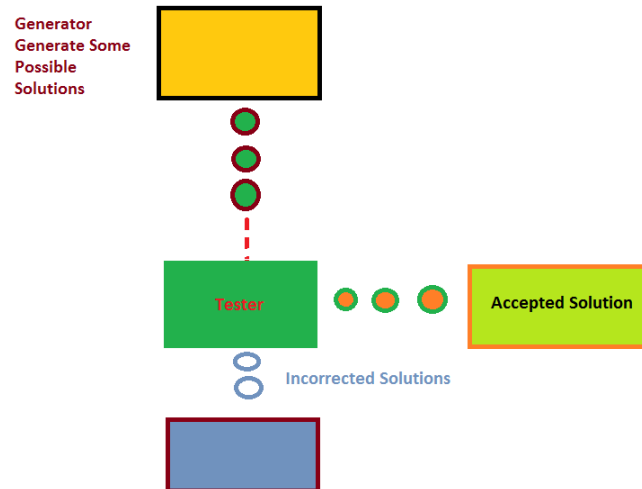 Generator
Generate Some
Possible
Solutions
Tester
Accepted Solution
Incorrected Solutions